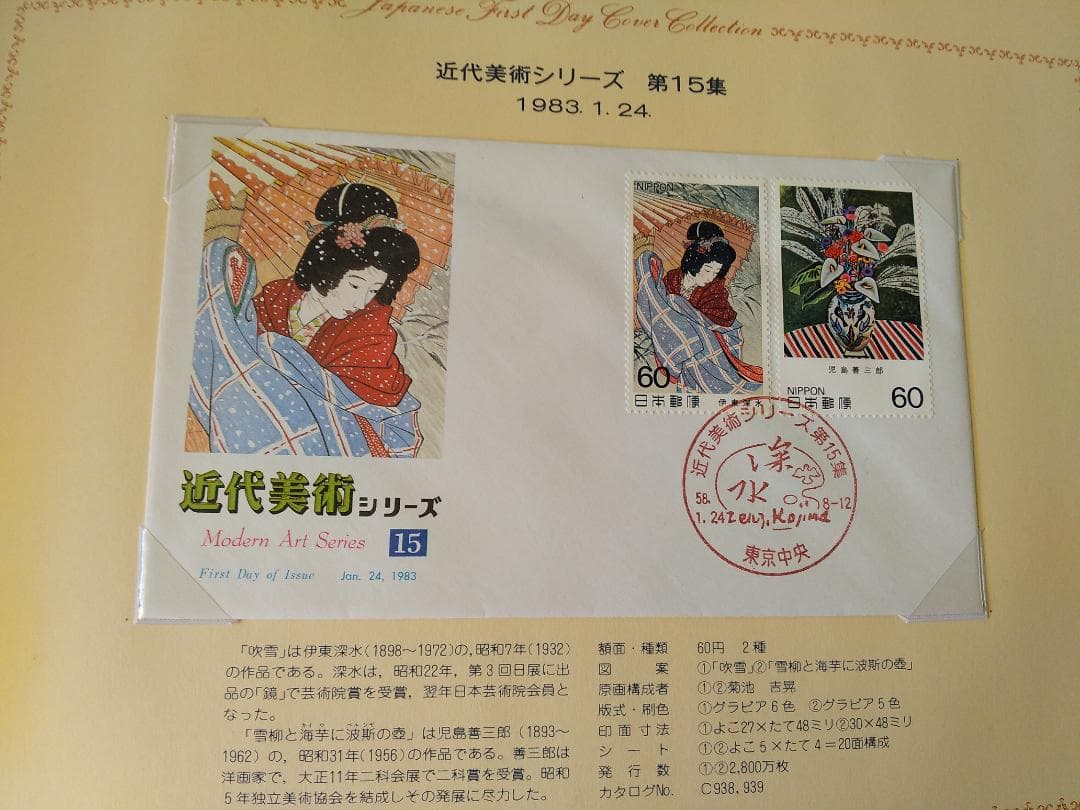 Japanese First Day Cover Collection
近代美術シリーズ 第15集
1983. 1. 24.
近代美術シリーズ
Modern Art Series 15
First Day of Issue Jan. 24, 1983
NIPPON
60
日本郵便 伊東深水
児島善三郎
NIPPON
日本郵便 60
近代美術シリーズ第15集
深水
58.
8-12
1.24 Zenz. Kojima
東京中央
「吹雪」は伊東深水(1898〜1972)の,昭和7年(1932)
の作品である。深水は,昭和22年,第3回日展に出
品の「鏡」で芸術院賞を受賞,翌年日本芸術院会員と
なった。
「雪柳と海芋に波斯の壺」は児島善三郎(1893〜
1962)の,昭和31年(1956)の作品である。善三郎は
洋画家で,大正11年二科会展で二科賞を受賞。昭和
5年独立美術協会を結成しその発展に尽力した。
額面・種類 60円 2種
図案 ①「吹雪」②「雪柳と海芋に波斯の壺」
原画構成者 ①②菊池 吉晃
版式・刷色 ①グラビア6色 ②グラビア5色
印面寸法 ①よこ27×たて48ミリ②30×48ミリ
シート ①②よこ5×たて4=20面構成
発行数 ①②2,800万枚
カタログNo. C938,939